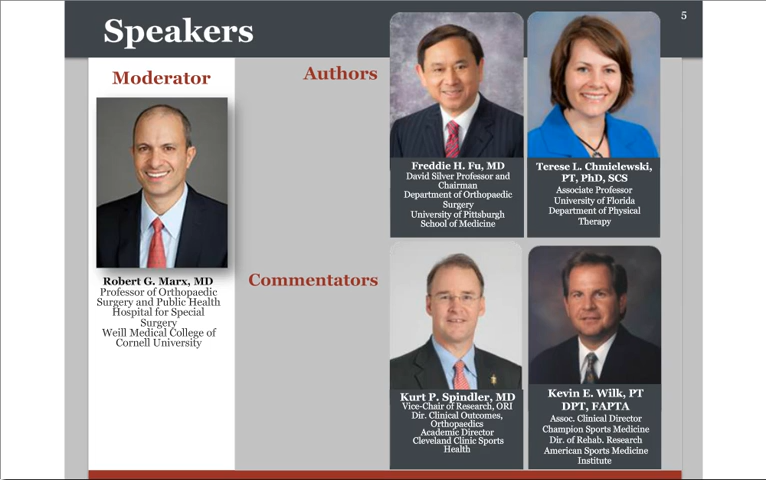 Speakers
5
Moderator
Robert G. Marx, MD
Professor of Orthopaedic
Surgery and Public Health
Hospital for Special
Surgery
Weill Medical College of
Cornell University
Authors
Freddie H. Fu, MD
David Silver Professor and
Chairman
Department of Orthopaedic
Surgery
University of Pittsburgh
School of Medicine
Terese L. Chmielewski,
PT, PhD, SCS
Associate Professor
University of Florida
Department of Physical
Therapy
Commentators
Kurt P. Spindler, MD
Vice-Chair of Research, ORI
Dir. Clinical Outcomes,
Orthopaedics
Academic Director
Cleveland Clinic Sports
Health
Kevin E. Wilk, PT
DPT, FAPTA
Assoc. Clinical Director
Champion Sports Medicine
Dir. of Rehab. Research
American Sports Medicine
Institute